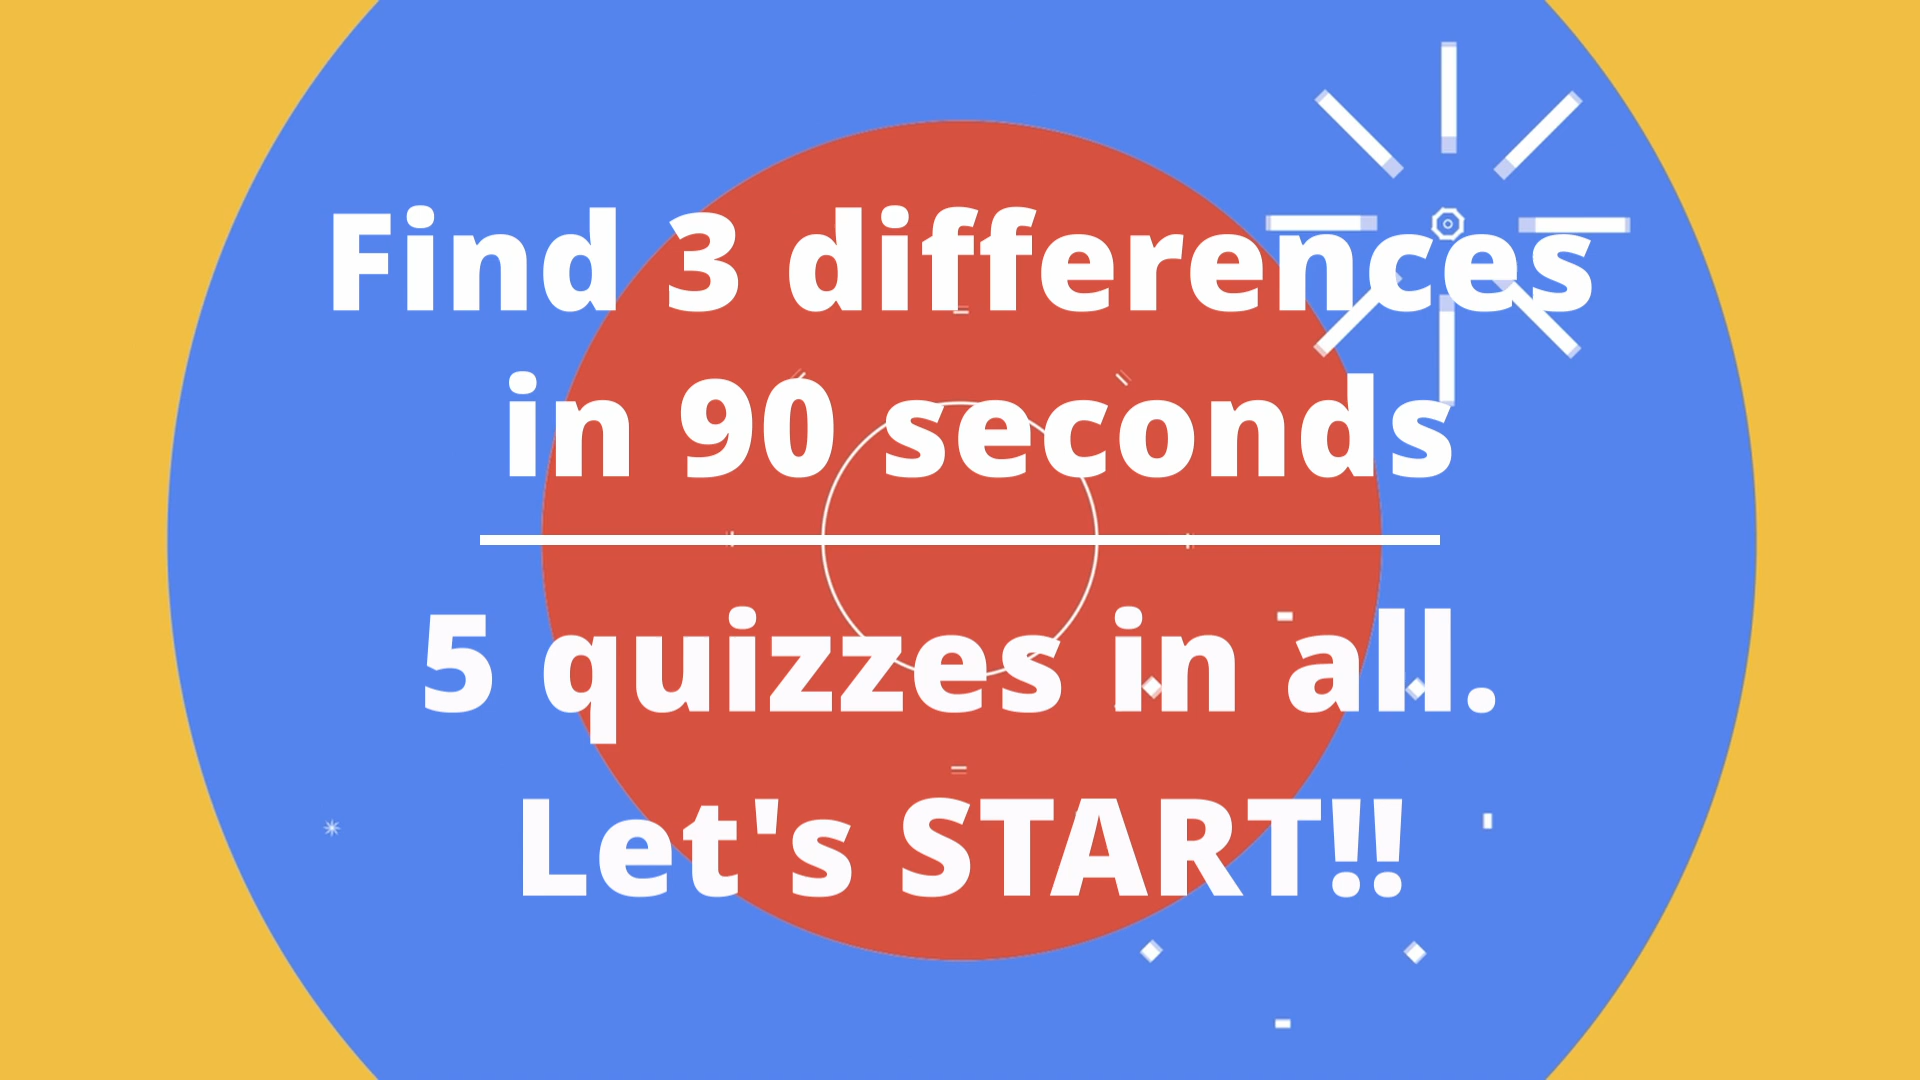 Find 3 differences
in 90 seconds
5 quizzes in all.
Let's START!!